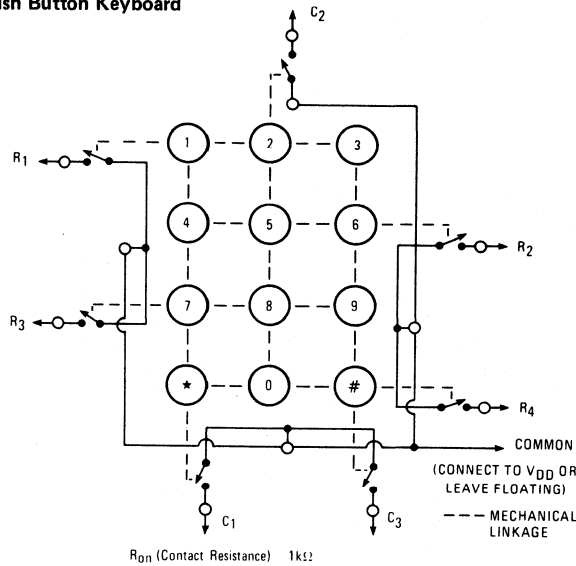 sh Button Keyboard
C2
1 2 3
R1
4 5 6
R2
7 8 9
R3
★ 0 #
R4
COMMON
(CONNECT TO VDD OR
LEAVE FLOATING)
C1 C3
--- MECHANICAL
LINKAGE
Ron (Contact Resistance) 1kΩ